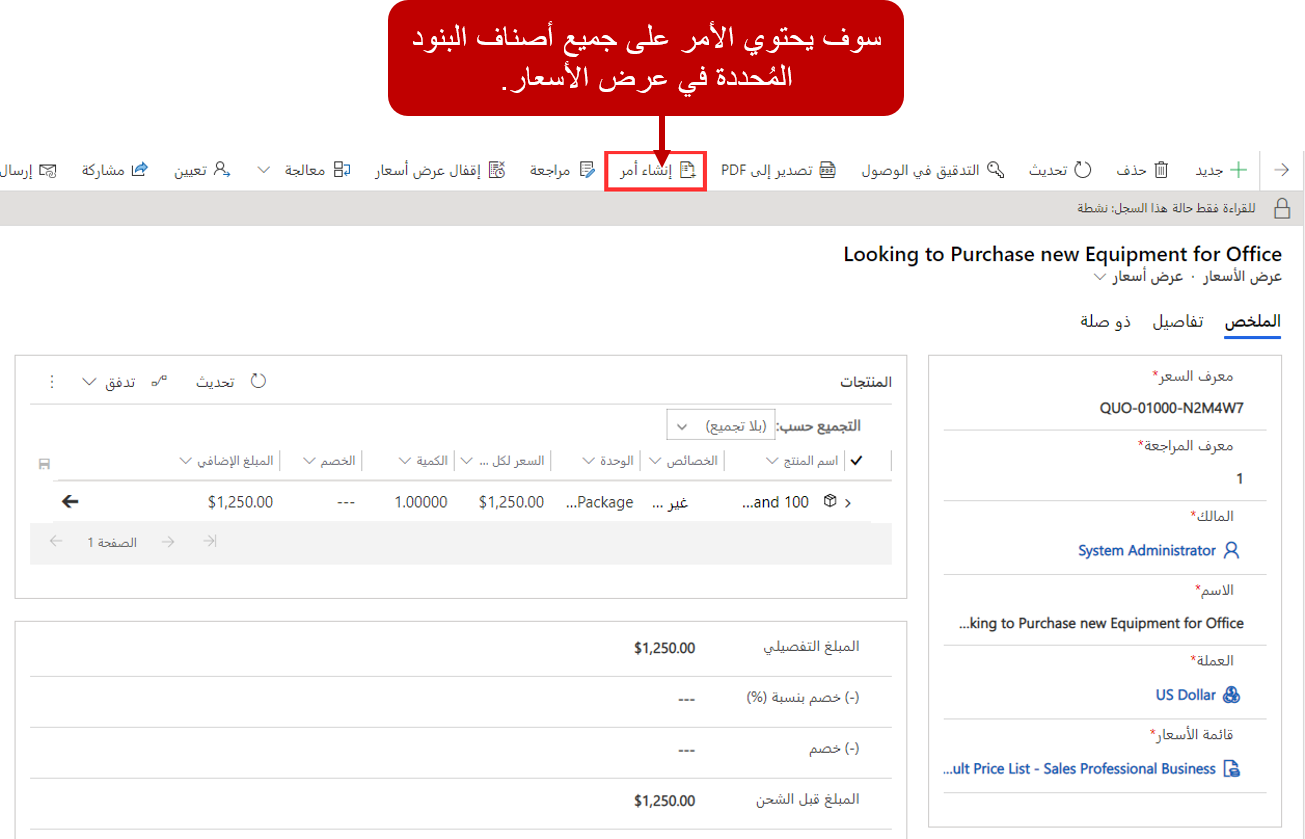 سوف يحتوي الأمر على جميع أصناف البنود
المُحددة في عرض الأسعار.
جديد
حذف
تحديث
التدقيق في الوصول
تصدير إلى PDF
إنشاء أمر
مراجعة
إقفال عرض أسعار
معالجة
تعيين
مشاركة
إرسال
للقراءة فقط حالة هذا السجل: نشطة
Looking to Purchase new Equipment for Office
عرض الأسعار · عرض أسعار
الملخص
تفاصيل
ذو صلة
معرف السعر*
QUO-01000-N2M4W7
معرف المراجعة*
1
المالك*
System Administrator
الاسم*
...king to Purchase new Equipment for Office
العملة*
US Dollar
قائمة الأسعار*
...ult Price List - Sales Professional Business
المنتجات
تحديث
تدفق
التجميع حسب: (بلا تجميع)
اسم المنتج
الخصائص
الوحدة
السعر لكل ...
الكمية
الخصم
المبلغ الإضافي
...and 100
غير ...
...Package
$1,250.00
1.00000
---
$1,250.00
الصفحة 1
المبلغ التفصيلي
$1,250.00
(-) خصم بنسبة (%)
---
(-) خصم
---
المبلغ قبل الشحن
$1,250.00